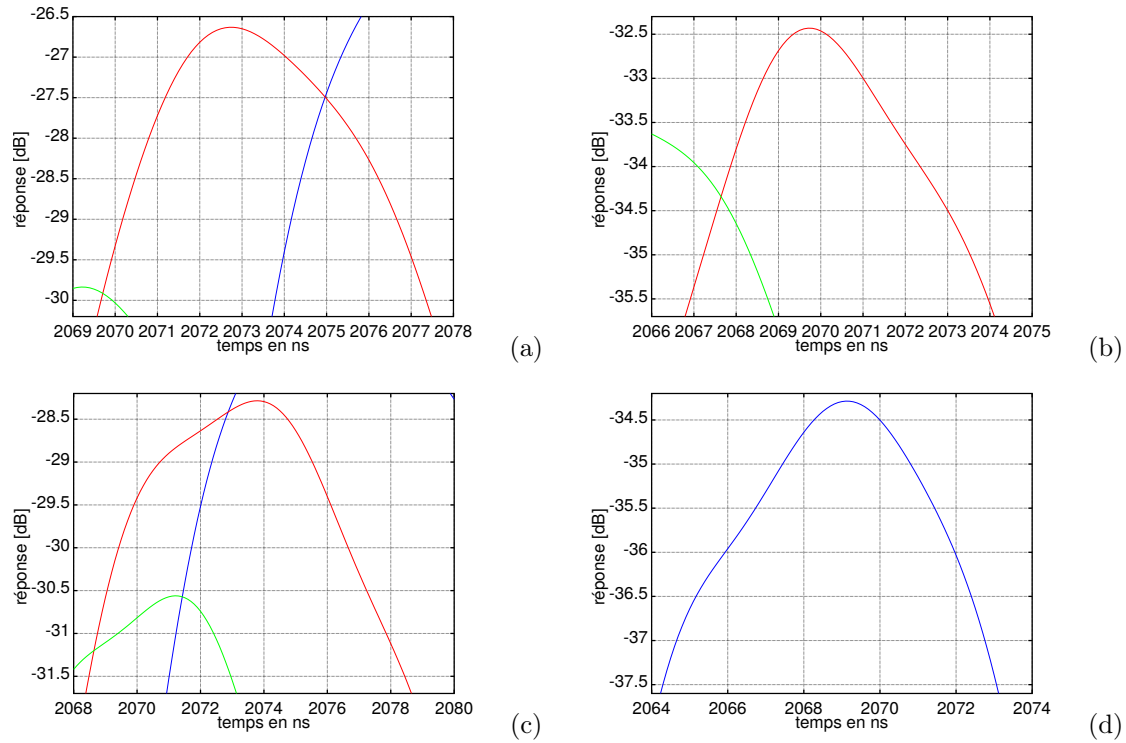 -26.5
-27
-27.5
-28
-28.5
-29
-29.5
-30
réponse [dB]
2069 2070 2071 2072 2073 2074 2075 2076 2077 2078
temps en ns
(a)
-32.5
-33
-33.5
-34
-34.5
-35
-35.5
réponse [dB]
2066 2067 2068 2069 2070 2071 2072 2073 2074 2075
temps en ns
(b)
-28.5
-29
-29.5
-30
-30.5
-31
-31.5
réponse [dB]
2068 2070 2072 2074 2076 2078 2080
temps en ns
(c)
-34.5
-35
-35.5
-36
-36.5
-37
-37.5
réponse [dB]
2064 2066 2068 2070 2072 2074
temps en ns
(d)